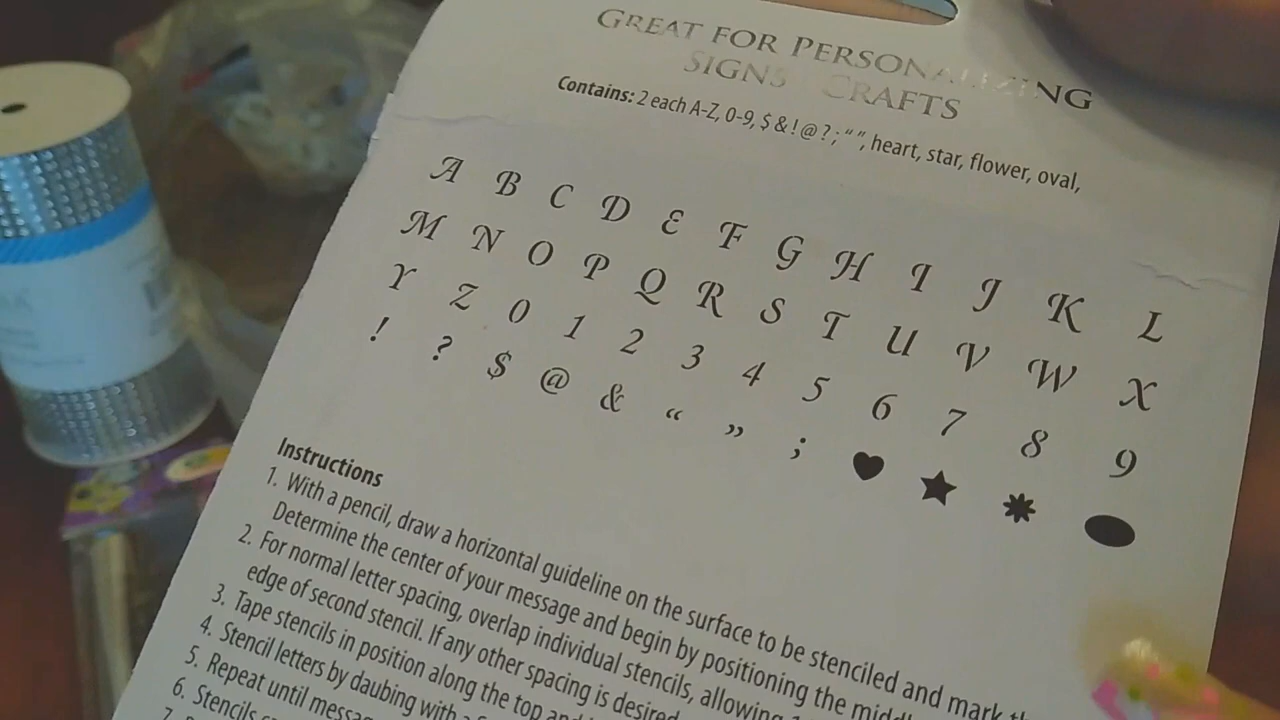 GREAT FOR PERSONALIZING
SIGNS CRAFTS
Contains: 2 each A-Z, 0-9, $ & ! @ ? ; “ ”, heart, star, flower, oval,
A B C D E F G H I J K L
M N O P Q R S T U V W X
Y Z 0 1 2 3 4 5 6 7 8 9
! ? $ @ & “ ” ;
Instructions
1. With a pencil, draw a horizontal guideline on the surface to be stenciled and mark
Determine the center of your message and begin by positioning the
2. For normal letter spacing, overlap individual stencils, allowing
edge of second stencil. If any other spacing is desired
3. Tape stencils in position along the top and
4. Stencil letters by daubing with a
5. Repeat until
6. Stencils
7.